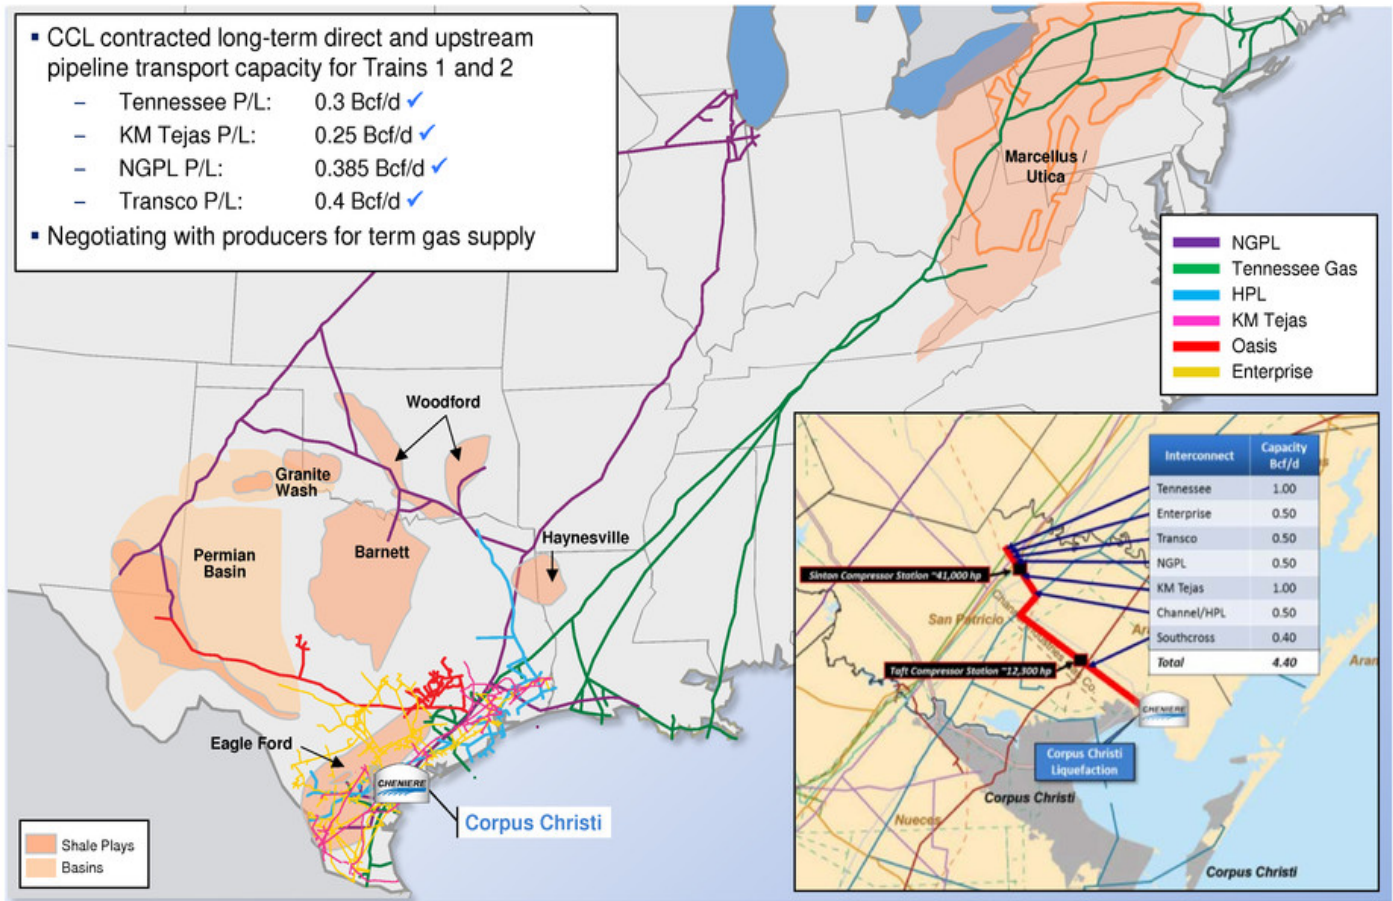 ▪ CCL contracted long-term direct and upstream
pipeline transport capacity for Trains 1 and 2
– Tennessee P/L: 0.3 Bcf/d ✓
– KM Tejas P/L: 0.25 Bcf/d ✓
– NGPL P/L: 0.385 Bcf/d ✓
– Transco P/L: 0.4 Bcf/d ✓
▪ Negotiating with producers for term gas supply
Marcellus /
Utica
NGPL
Tennessee Gas
HPL
KM Tejas
Oasis
Enterprise
Woodford
Granite
Wash
Permian
Basin
Barnett
Haynesville
Eagle Ford
CHENIERE
Corpus Christi
Shale Plays
Basins
Interconnect Capacity
Bcf/d
Tennessee 1.00
Enterprise 0.50
Transco 0.50
NGPL 0.50
KM Tejas 1.00
Channel/HPL 0.50
Southcross 0.40
Total 4.40
Sinton Compressor Station ~41,000 hp
San Patricio
Taft Compressor Station ~12,300 hp
Co.
Aran
CHENIERE
Corpus Christi
Liquefaction
Corpus Christi
Nueces
Corpus Christi